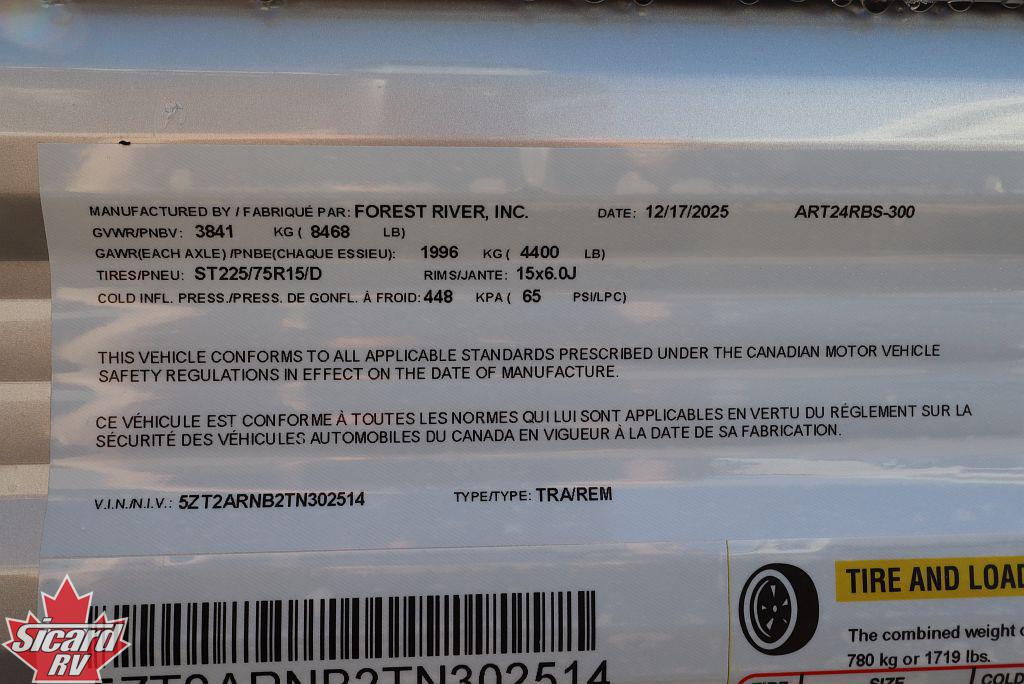 MANUFACTURED BY / FABRIQUÉ PAR: FOREST RIVER, INC. DATE: 12/17/2025 ART24RBS-300
GVWR/PNBV: 3841 KG ( 8468 LB)
GAWR(EACH AXLE) /PNBE(CHAQUE ESSIEU): 1996 KG ( 4400 LB)
TIRES/PNEU: ST225/75R15/D RIMS/JANTE: 15x6.0J
COLD INFL. PRESS./PRESS. DE GONFL. À FROID: 448 KPA ( 65 PSI/LPC)
THIS VEHICLE CONFORMS TO ALL APPLICABLE STANDARDS PRESCRIBED UNDER THE CANADIAN MOTOR VEHICLE
SAFETY REGULATIONS IN EFFECT ON THE DATE OF MANUFACTURE.
CE VÉHICULE EST CONFORME À TOUTES LES NORMES QUI LUI SONT APPLICABLES EN VERTU DU RÉGLEMENT SUR LA
SÉCURITÉ DES VÉHICULES AUTOMOBILES DU CANADA EN VIGUEUR À LA DATE DE SA FABRICATION.
V.I.N./N.I.V.: 5ZT2ARNB2TN302514 TYPE/TYPE: TRA/REM
TIRE AND LOAD
The combined weight
780 kg or 1719 lbs.
5ZT2ARNB2TN302514
TIRE SIZE COLD
Sicard
RV